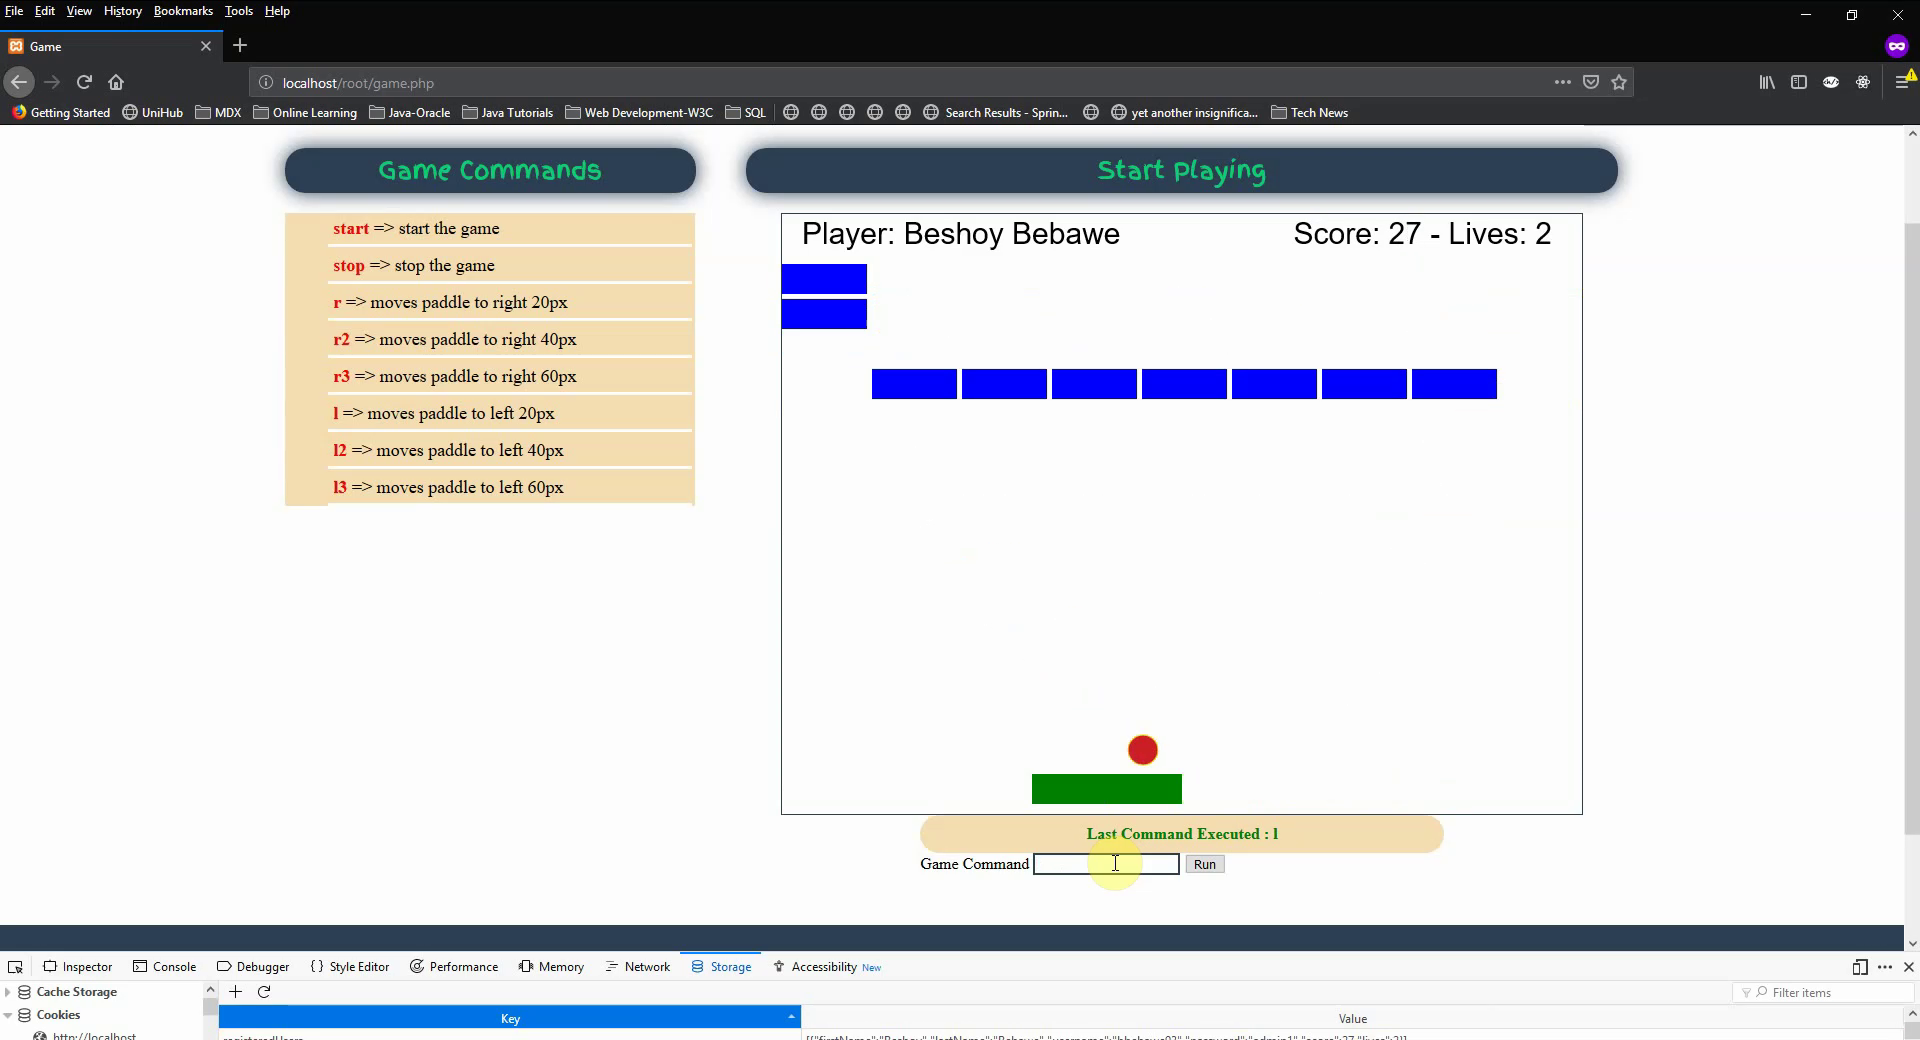 File Edit View History Bookmarks Tools Help
Game
localhost/root/game.php
Getting Started UniHub MDX Online Learning Java-Oracle Java Tutorials Web Development-W3C SQL Search Results - Sprin... yet another insignifica... Tech News
Game Commands
start => start the game
stop => stop the game
r => moves paddle to right 20px
r2 => moves paddle to right 40px
r3 => moves paddle to right 60px
l => moves paddle to left 20px
l2 => moves paddle to left 40px
l3 => moves paddle to left 60px
Start Playing
Player: Beshoy Bebawe Score: 27 - Lives: 2
Last Command Executed : l
Game Command Run
Inspector Console Debugger Style Editor Performance Memory Network Storage Accessibility New
Cache Storage
Cookies
http://localhost
Filter items
Key Value